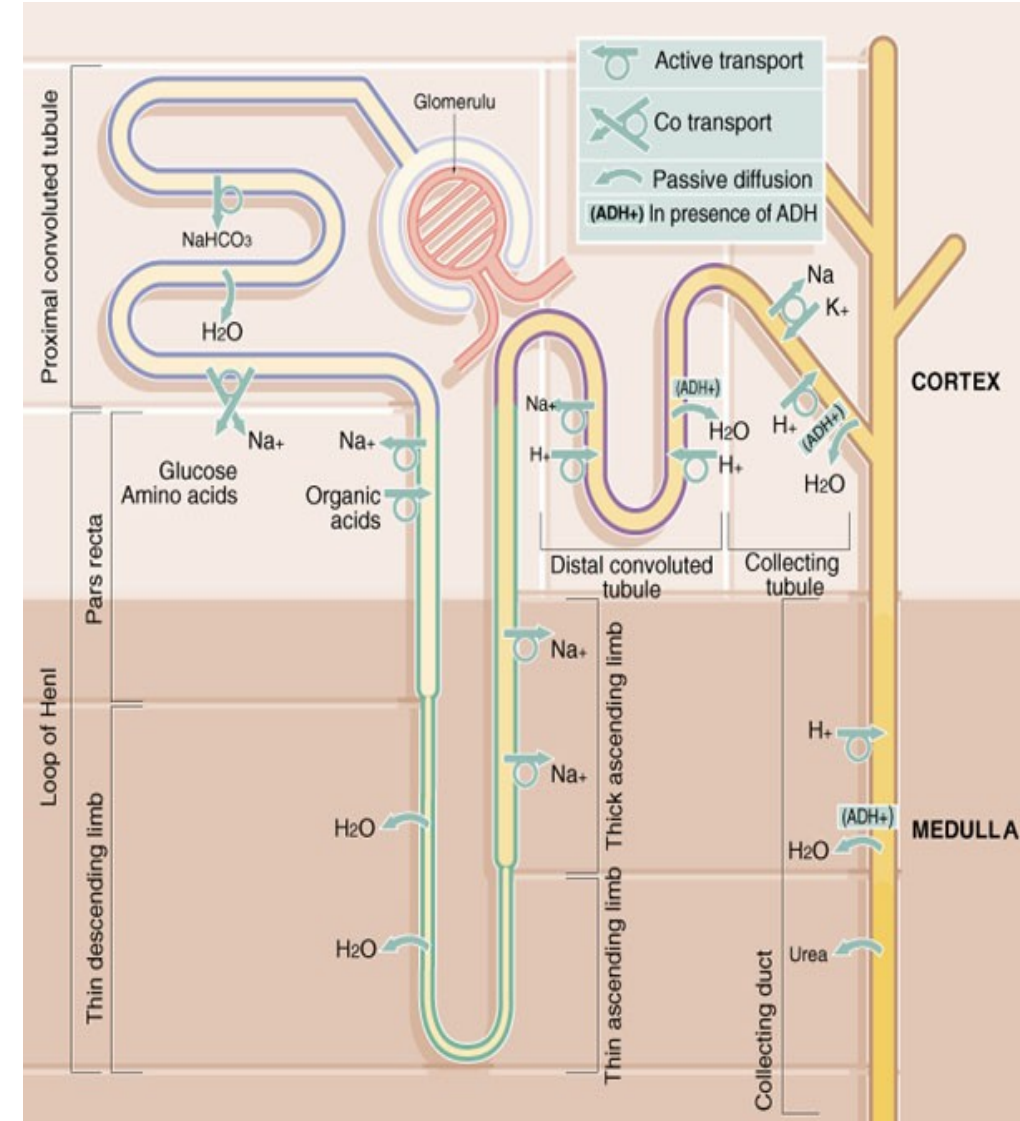 Active transport
Co transport
Passive diffusion
(ADH+) In presence of ADH
Glomerulu
Proximal convoluted tubule
NaHCO3
H2O
Na+
Glucose
Amino acids
Na+
Organic
acids
Pars recta
Loop of Henl
Thin descending limb
H2O
H2O
Na+
H+
(ADH+)
H2O
H+
Distal convoluted
tubule
Na
K+
H+
(ADH+)
H2O
Collecting
tubule
CORTEX
Na+
Na+
Thick ascending limb
Thin ascending limb
H+
(ADH+)
H2O
Urea
Collecting duct
MEDULLA